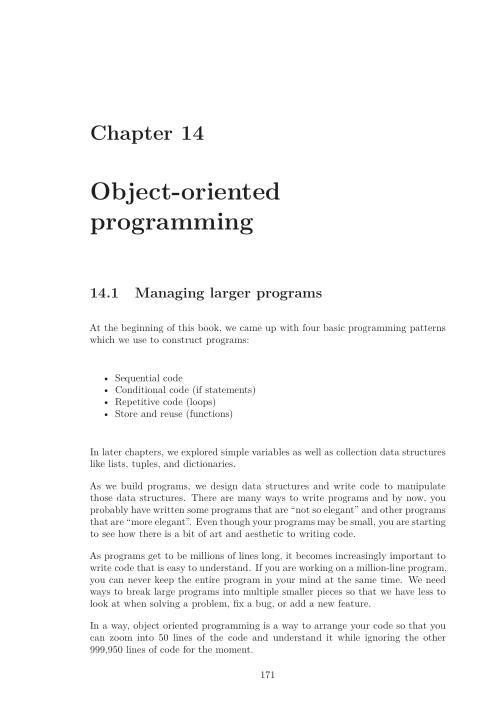 Chapter 14
Object-oriented
programming
14.1 Managing larger programs
At the beginning of this book, we came up with four basic programming patterns
which we use to construct programs:
• Sequential code
• Conditional code (if statements)
• Repetitive code (loops)
• Store and reuse (functions)
In later chapters, we explored simple variables as well as collection data structures
like lists, tuples, and dictionaries.
As we build programs, we design data structures and write code to manipulate
those data structures. There are many ways to write programs and by now, you
probably have written some programs that are “not so elegant” and other programs
that are “more elegant”. Even though your programs may be small, you are starting
to see how there is a bit of art and aesthetic to writing code.
As programs get to be millions of lines long, it becomes increasingly important to
write code that is easy to understand. If you are working on a million-line program,
you can never keep the entire program in your mind at the same time. We need
ways to break large programs into multiple smaller pieces so that we have less to
look at when solving a problem, fix a bug, or add a new feature.
In a way, object oriented programming is a way to arrange your code so that you
can zoom into 50 lines of the code and understand it while ignoring the other
999,950 lines of code for the moment.
171